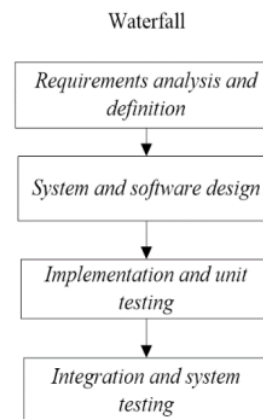 Waterfall
Requirements analysis and
definition
System and software design
Implementation and unit
testing
Integration and system
testing